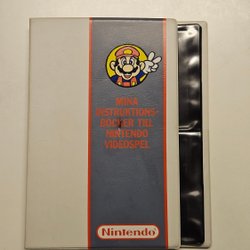 MINA
INSTRUKTIONS-
BÖCKER TILL
NINTENDO
VIDEOSPEL
Nintendo